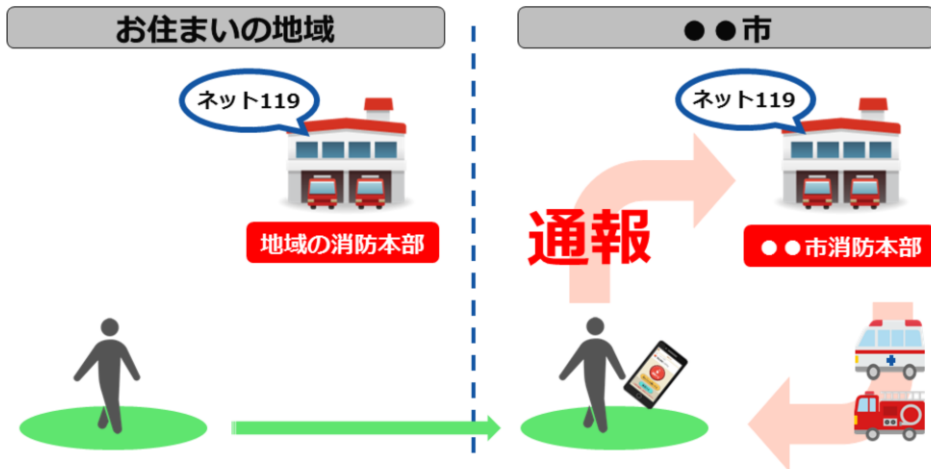 お住まいの地域
●●市
ネット119
ネット119
通報
地域の消防本部
●●市消防本部